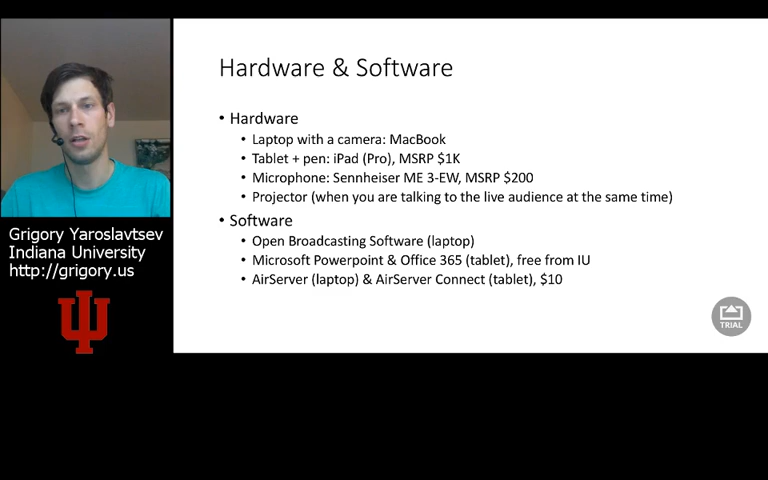 Hardware & Software
• Hardware
• Laptop with a camera: MacBook
• Tablet + pen: iPad (Pro), MSRP $1K
• Microphone: Sennheiser ME 3-EW, MSRP $200
• Projector (when you are talking to the live audience at the same time)
• Software
• Open Broadcasting Software (laptop)
• Microsoft Powerpoint & Office 365 (tablet), free from IU
• AirServer (laptop) & AirServer Connect (tablet), $10
TRIAL
Grigory Yaroslavtsev
Indiana University
http://grigory.us